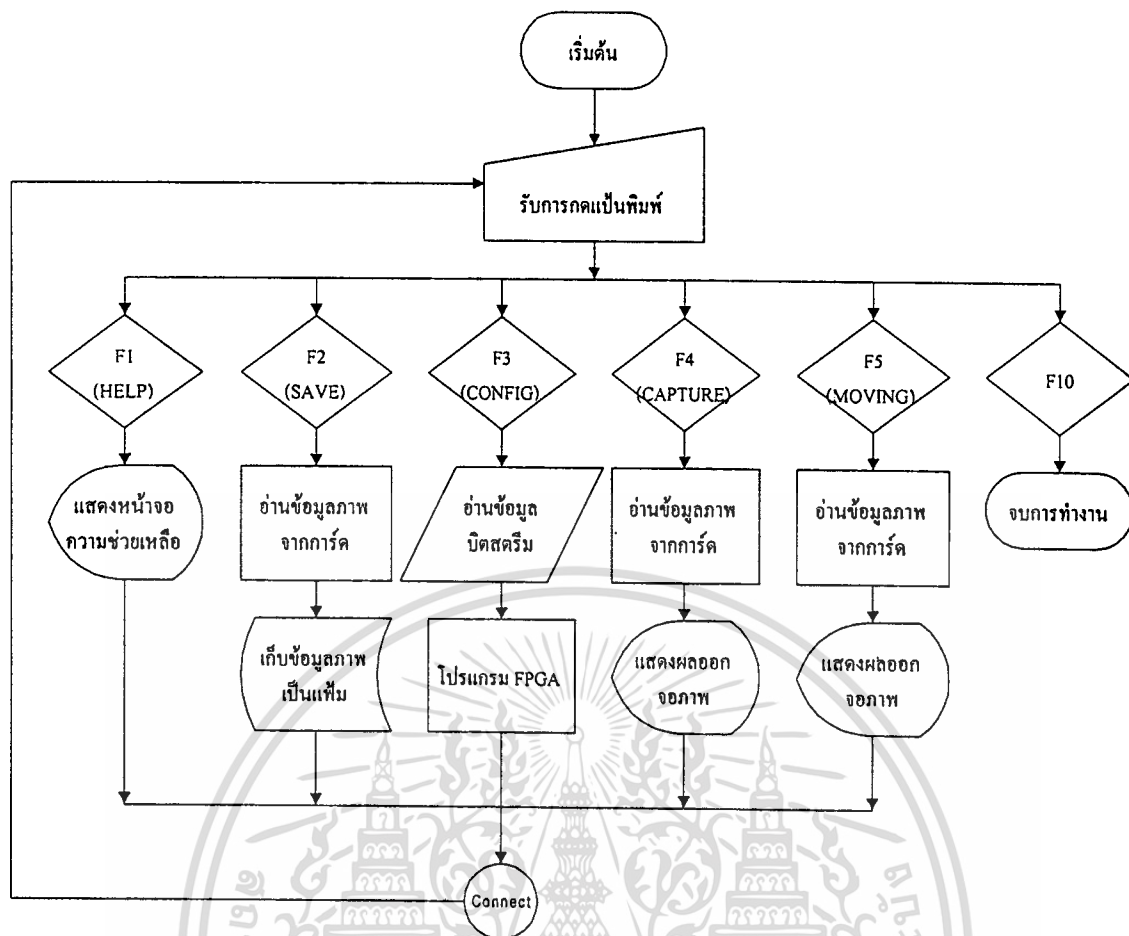 เริ่มต้น
รับการกดแป้นพิมพ์
F1
(HELP)
F2
(SAVE)
F3
(CONFIG)
F4
(CAPTURE)
F5
(MOVING)
F10
แสดงหน้าจอ
ความช่วยเหลือ
อ่านข้อมูลภาพ
จากการ์ด
อ่านข้อมูล
บิตสตรีม
อ่านข้อมูลภาพ
จากการ์ด
อ่านข้อมูลภาพ
จากการ์ด
จบการทำงาน
เก็บข้อมูลภาพ
เป็นแฟ้ม
โปรแกรม FPGA
แสดงผลออก
จอภาพ
แสดงผลออก
จอภาพ
Connect